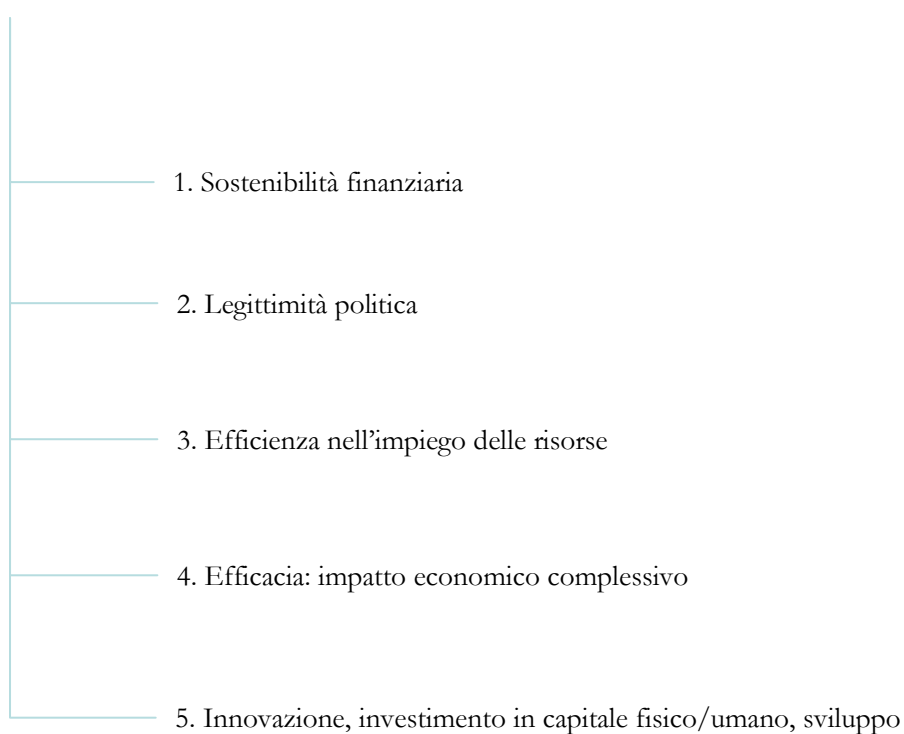 1. Sostenibilità finanziaria
2. Legittimità politica
3. Efficienza nell’impiego delle risorse
4. Efficacia: impatto economico complessivo
5. Innovazione, investimento in capitale fisico/umano, sviluppo